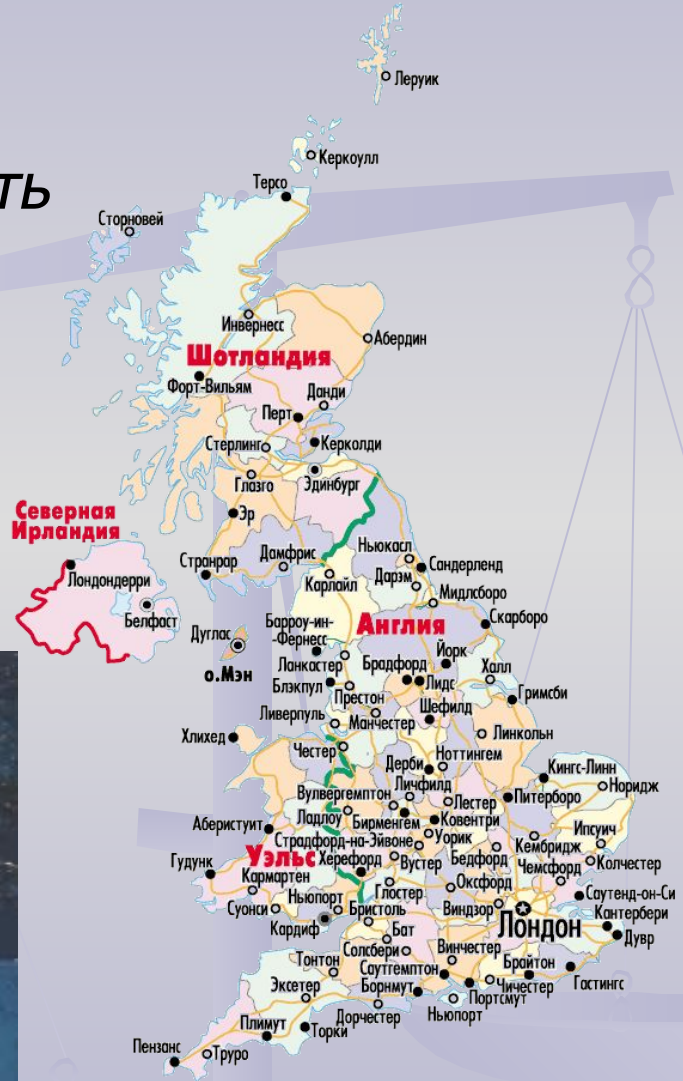 Леруик
Керкоулл
Терсо
ть
Сторновей
Инвернесс
Абердин
Шотландия
Форт-Вильям
Данди
Перт
Стерлинг
Керколди
Глазго
Эдинбург
Северная
Ирландия
Эр
Ньюкасл
Сандерленд
Дамфрис
Странрар
Лондондерри
Карлайл
Дарэм
Мидлсборо
Белфаст
Скарборо
Барроу-ин-
-Фернесс
Англия
Дуглас
Йорк
о.Мэн
Ланкастер
Брадфорд
Халл
Блэкпул
Лидс
Престон
Гримсби
Шефилд
Ливерпуль
Манчестер
Хлихед
Линкольн
Честер
Ноттингем
Дерби
Кингс-Линн
Личфилд
Норидж
Вулвергемптон
Лестер
Питерборо
Ладлоу
Бирменгем
Ковентри
Аберистуит
Ипсуич
Страдфорд-на-Эйвоне
Уорик
Кембридж
Уэльс
Херефорд
Вустер
Бедфорд
Колчестер
Гудунк
Чемсфорд
Кармартен
Глостер
Оксфорд
Саутенд-он-Си
Ньюпорт
Суонси
Бристоль
Виндзор
Лондон
Кантербери
Кардиф
Бат
Дувр
Солсбери
Винчестер
Тонтон
Саутгемптон
Брайтон
Эксетер
Борнмут
Чичестер
Гастингс
Портсмут
Дорчестер
Ньюпорт
Плимут
Торки
Пензанс
Труро